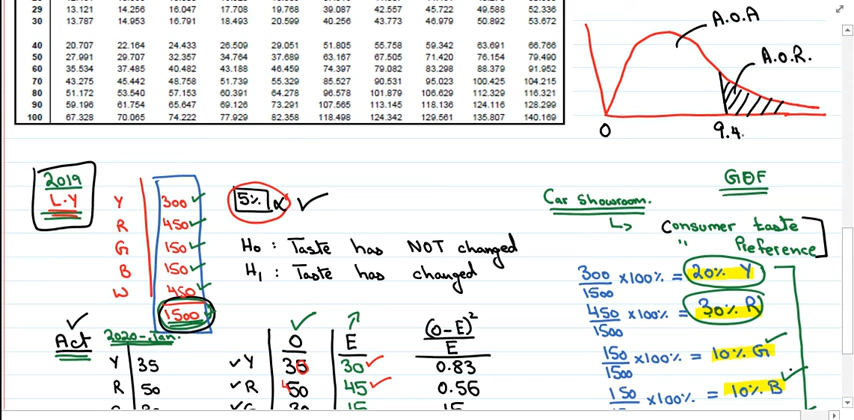 29 13.121 14.256 16.047 17.708 19.768 39.087 42.557 45.722 49.588 52.336
30 13.787 14.953 16.791 18.493 20.599 40.256 43.773 46.979 50.892 53.672
40 20.707 22.164 24.433 26.509 29.051 51.805 55.758 59.342 63.691 66.766
50 27.991 29.707 32.357 34.764 37.689 63.167 67.505 71.420 76.154 79.490
60 35.534 37.485 40.482 43.188 46.459 74.397 79.082 83.298 88.379 91.952
70 43.275 45.442 48.758 51.739 55.329 85.527 90.531 95.023 100.425 104.215
80 51.172 53.540 57.153 60.391 64.278 96.578 101.879 106.629 112.329 116.321
90 59.196 61.754 65.647 69.126 73.291 107.565 113.145 118.136 124.116 128.299
100 67.328 70.065 74.222 77.929 82.358 118.498 124.342 129.561 135.807 140.169
A.O.A
A.O.R.
0 9.4.
2019
L.Y
Y 300
R 450
G 150
B 150
W 450
1500
5% α
H0 : Taste has NOT changed
H1 : Taste has changed
Act 2020-Jan.
Y 35
R 50
O E (O-E)²/E
Y 35 30 0.83
R 50 45 0.56
GOF
Car Showroom.
Consumer taste
" Preference
300/1500 x100% = 20% Y
450/1500 x100% = 30% R
150/1500 x100% = 10% G
150 x100% = 10% B